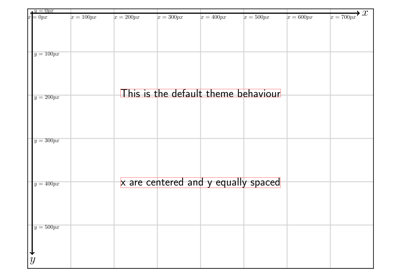 y = 0px
x
x = 0px x = 100px x = 200px x = 300px x = 400px x = 500px x = 600px x = 700px
y = 100px
This is the default theme behaviour
y = 200px
y = 300px
x are centered and y equally spaced
y = 400px
y = 500px
y